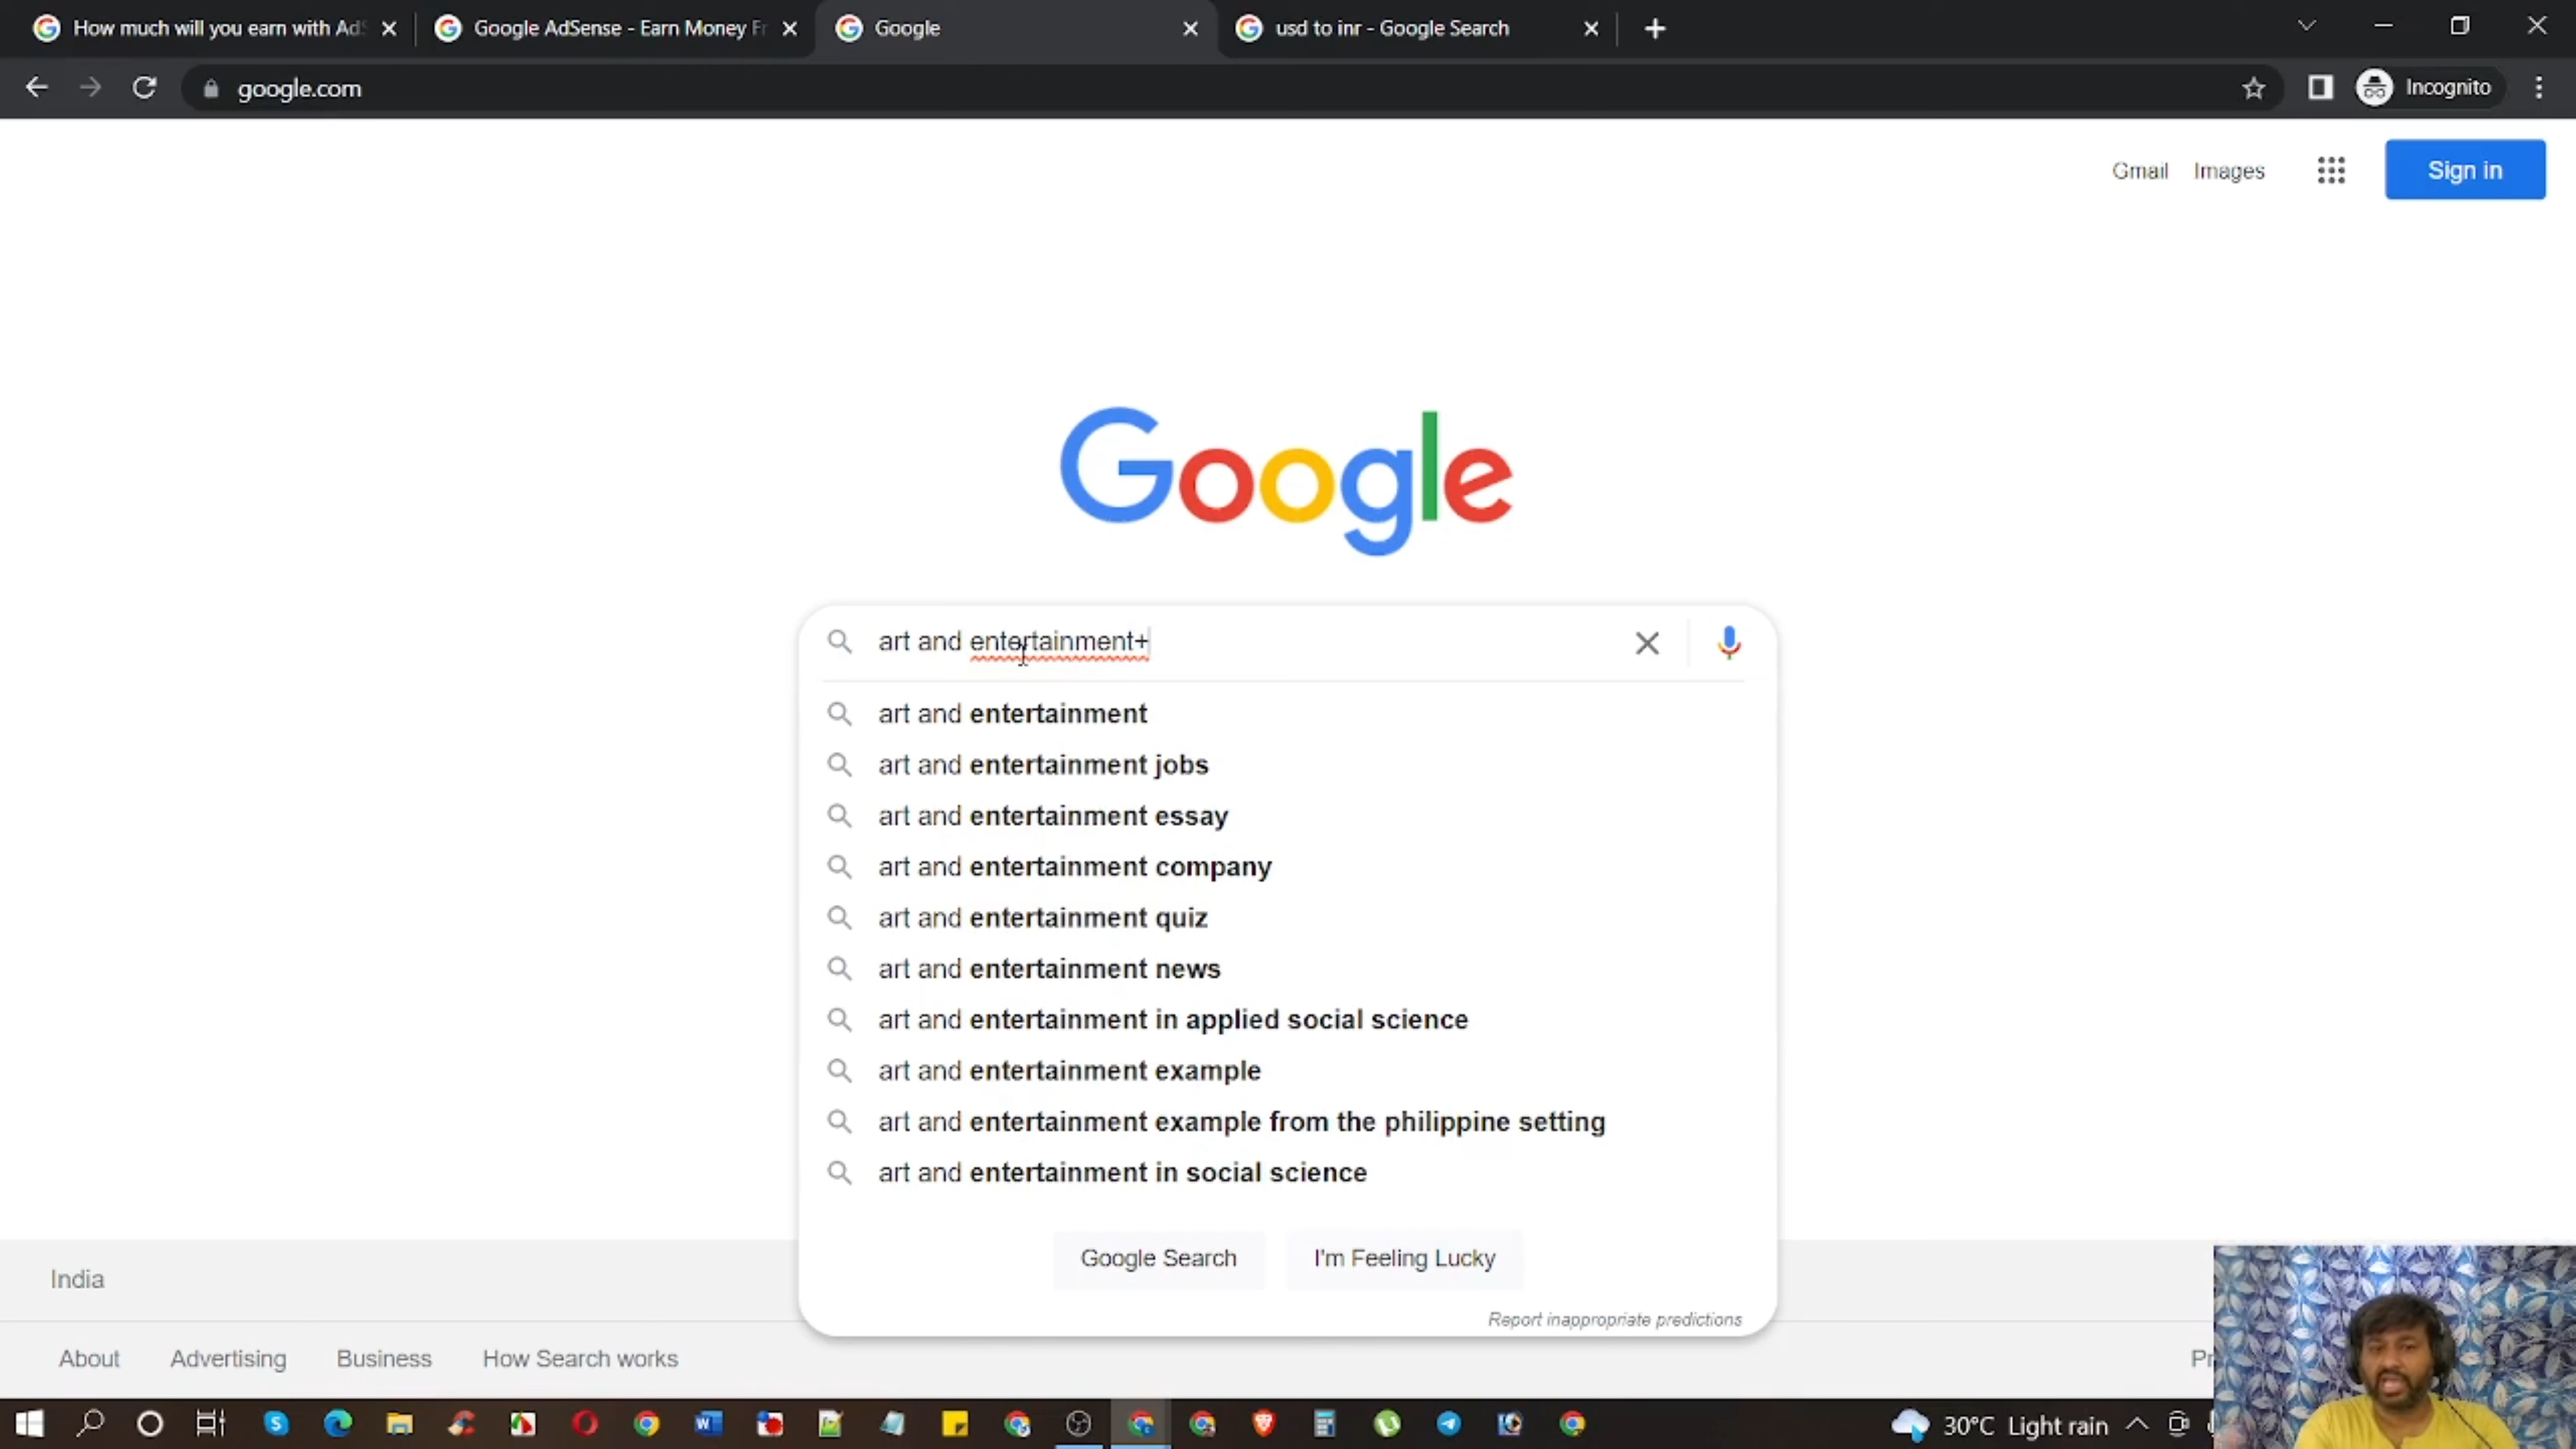 How much will you earn with Ad
Google AdSense - Earn Money Fr
Google
usd to inr - Google Search
google.com
Incognito
Gmail
Images
Sign in
Google
art and entertainment+
art and entertainment
art and entertainment jobs
art and entertainment essay
art and entertainment company
art and entertainment quiz
art and entertainment news
art and entertainment in applied social science
art and entertainment example
art and entertainment example from the philippine setting
art and entertainment in social science
Google Search
I'm Feeling Lucky
Report inappropriate predictions
India
About
Advertising
Business
How Search works
30°C Light rain